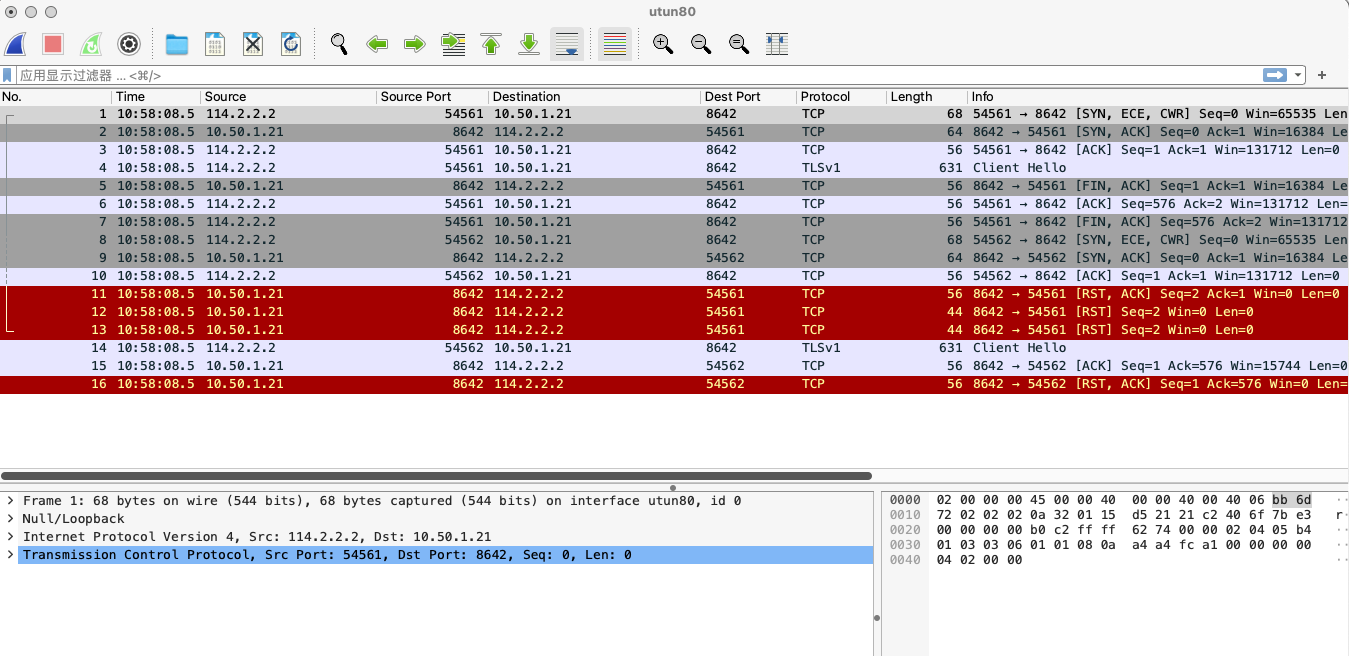 utun80
应用显示过滤器 … <⌘/>
No. Time Source Source Port Destination Dest Port Protocol Length Info
1 10:58:08.5 114.2.2.2 54561 10.50.1.21 8642 TCP 68 54561 → 8642 [SYN, ECE, CWR] Seq=0 Win=65535 Len
2 10:58:08.5 10.50.1.21 8642 114.2.2.2 54561 TCP 64 8642 → 54561 [SYN, ACK] Seq=0 Ack=1 Win=16384 Le
3 10:58:08.5 114.2.2.2 54561 10.50.1.21 8642 TCP 56 54561 → 8642 [ACK] Seq=1 Ack=1 Win=131712 Len=0
4 10:58:08.5 114.2.2.2 54561 10.50.1.21 8642 TLSv1 631 Client Hello
5 10:58:08.5 10.50.1.21 8642 114.2.2.2 54561 TCP 56 8642 → 54561 [FIN, ACK] Seq=1 Ack=1 Win=16384 Le
6 10:58:08.5 114.2.2.2 54561 10.50.1.21 8642 TCP 56 54561 → 8642 [ACK] Seq=576 Ack=2 Win=131712 Len=
7 10:58:08.5 114.2.2.2 54561 10.50.1.21 8642 TCP 56 54561 → 8642 [FIN, ACK] Seq=576 Ack=2 Win=131712
8 10:58:08.5 114.2.2.2 54562 10.50.1.21 8642 TCP 68 54562 → 8642 [SYN, ECE, CWR] Seq=0 Win=65535 Len
9 10:58:08.5 10.50.1.21 8642 114.2.2.2 54562 TCP 64 8642 → 54562 [SYN, ACK] Seq=0 Ack=1 Win=16384 Le
10 10:58:08.5 114.2.2.2 54562 10.50.1.21 8642 TCP 56 54562 → 8642 [ACK] Seq=1 Ack=1 Win=131712 Len=0
11 10:58:08.5 10.50.1.21 8642 114.2.2.2 54561 TCP 56 8642 → 54561 [RST, ACK] Seq=2 Ack=1 Win=0 Len=0
12 10:58:08.5 10.50.1.21 8642 114.2.2.2 54561 TCP 44 8642 → 54561 [RST] Seq=2 Win=0 Len=0
13 10:58:08.5 10.50.1.21 8642 114.2.2.2 54561 TCP 44 8642 → 54561 [RST] Seq=2 Win=0 Len=0
14 10:58:08.5 114.2.2.2 54562 10.50.1.21 8642 TLSv1 631 Client Hello
15 10:58:08.5 10.50.1.21 8642 114.2.2.2 54562 TCP 56 8642 → 54562 [ACK] Seq=1 Ack=576 Win=15744 Len=0
16 10:58:08.5 10.50.1.21 8642 114.2.2.2 54562 TCP 56 8642 → 54562 [RST, ACK] Seq=1 Ack=576 Win=0 Len=
Frame 1: 68 bytes on wire (544 bits), 68 bytes captured (544 bits) on interface utun80, id 0
Null/Loopback
Internet Protocol Version 4, Src: 114.2.2.2, Dst: 10.50.1.21
Transmission Control Protocol, Src Port: 54561, Dst Port: 8642, Seq: 0, Len: 0
0000 02 00 00 00 45 00 00 40 00 00 40 00 40 06 bb 6d ··
0010 72 02 02 02 0a 32 01 15 d5 21 21 c2 40 6f 7b e3 r·
0020 00 00 00 00 b0 c2 ff ff 62 74 00 00 02 04 05 b4 ··
0030 01 03 03 06 01 01 08 0a a4 a4 fc a1 00 00 00 00 ··
0040 04 02 00 00 ··